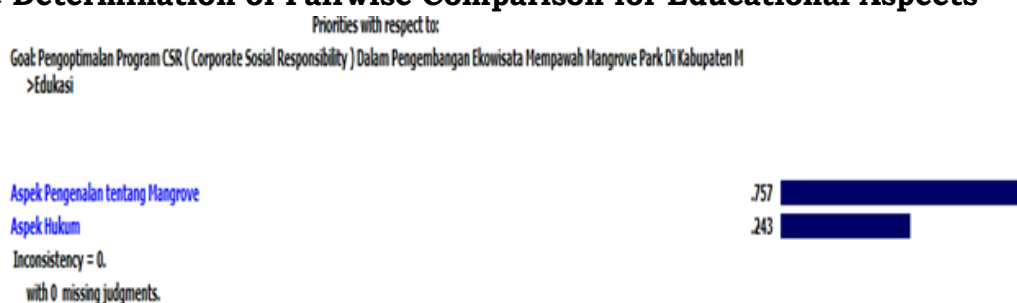 Determination of Pairwise Comparison for Educational Aspects
Priorities with respect to:
Goal: Pengoptimalan Program CSR ( Corporate Sosial Responsibility ) Dalam Pengembangan Ekowisata Mempawah Mangrove Park Di Kabupaten M
>Edukasi
Aspek Pengenalan tentang Mangrove .757
Aspek Hukum .243
Inconsistency = 0.
with 0 missing judgments.